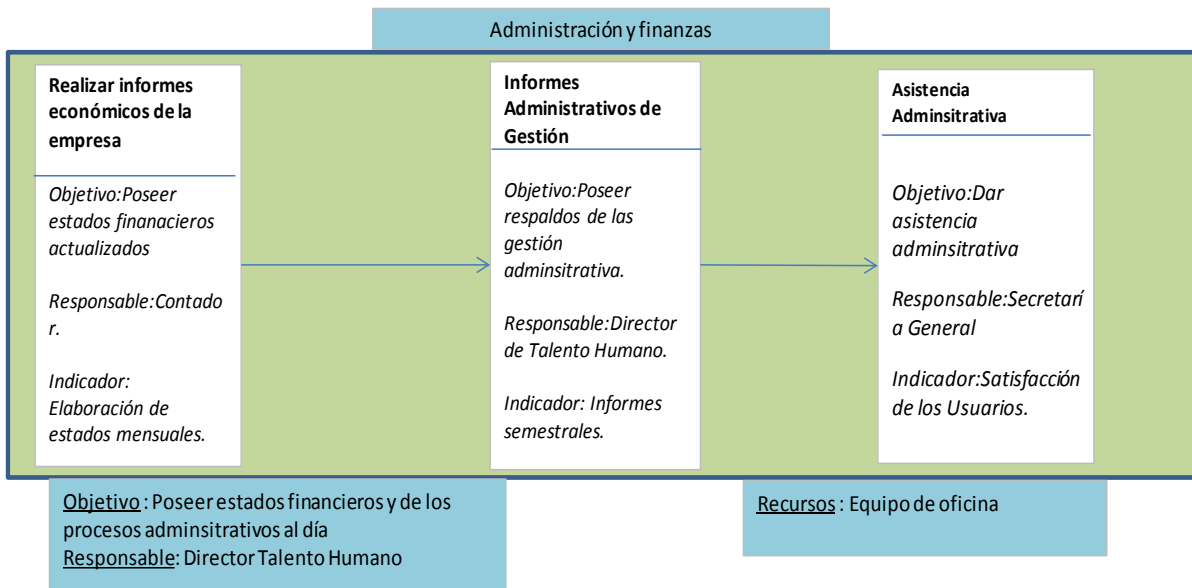 Administración y finanzas
Realizar informes
económicos de la
empresa
Objetivo:Poseer
estados finanacieros
actualizados
Responsable:Contado
r.
Indicador:
Elaboración de
estados mensuales.
Informes
Administrativos de
Gestión
Objetivo:Poseer
respaldos de las
gestión
adminsitrativa.
Responsable:Director
de Talento Humano.
Indicador: Informes
semestrales.
Asistencia
Adminsitrativa
Objetivo:Dar
asistencia
adminsitrativa
Responsable:Secretarí
a General
Indicador:Satisfacción
de los Usuarios.
Objetivo : Poseer estados financieros y de los
procesos adminsitrativos al día
Responsable: Director Talento Humano
Recursos : Equipo de oficina